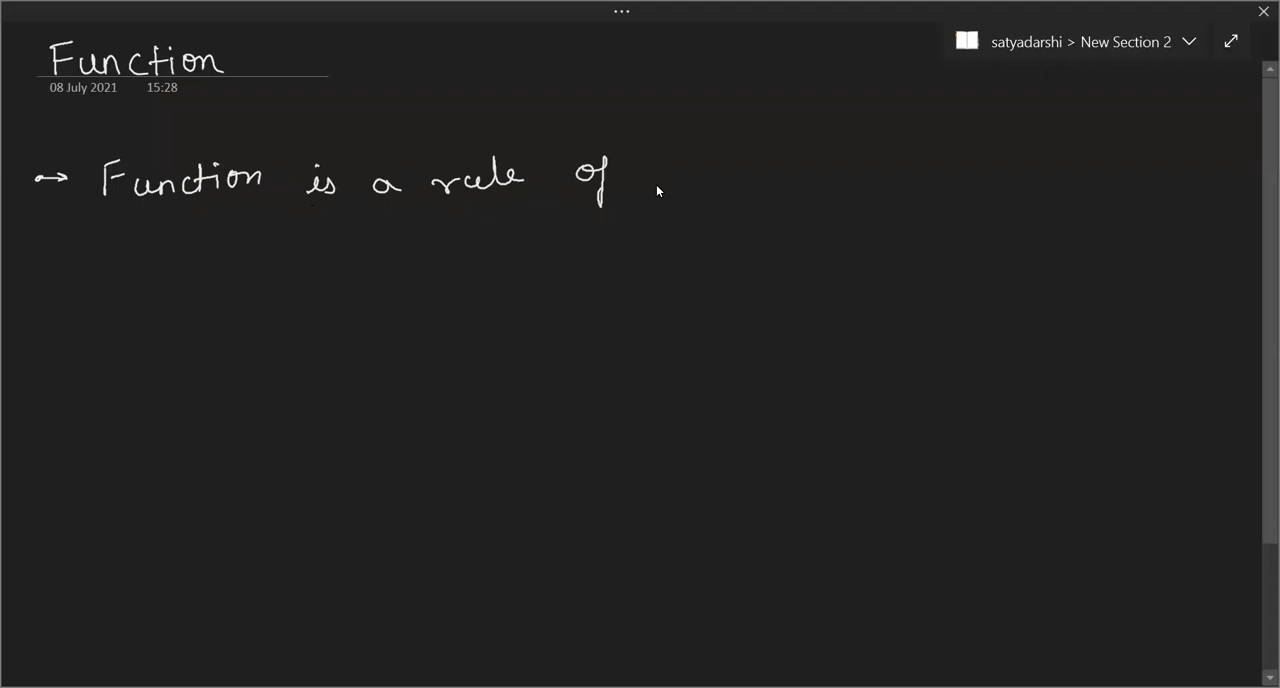 ...
satyadarshi > New Section 2
Function
08 July 2021 15:28
→ Function is a rule of